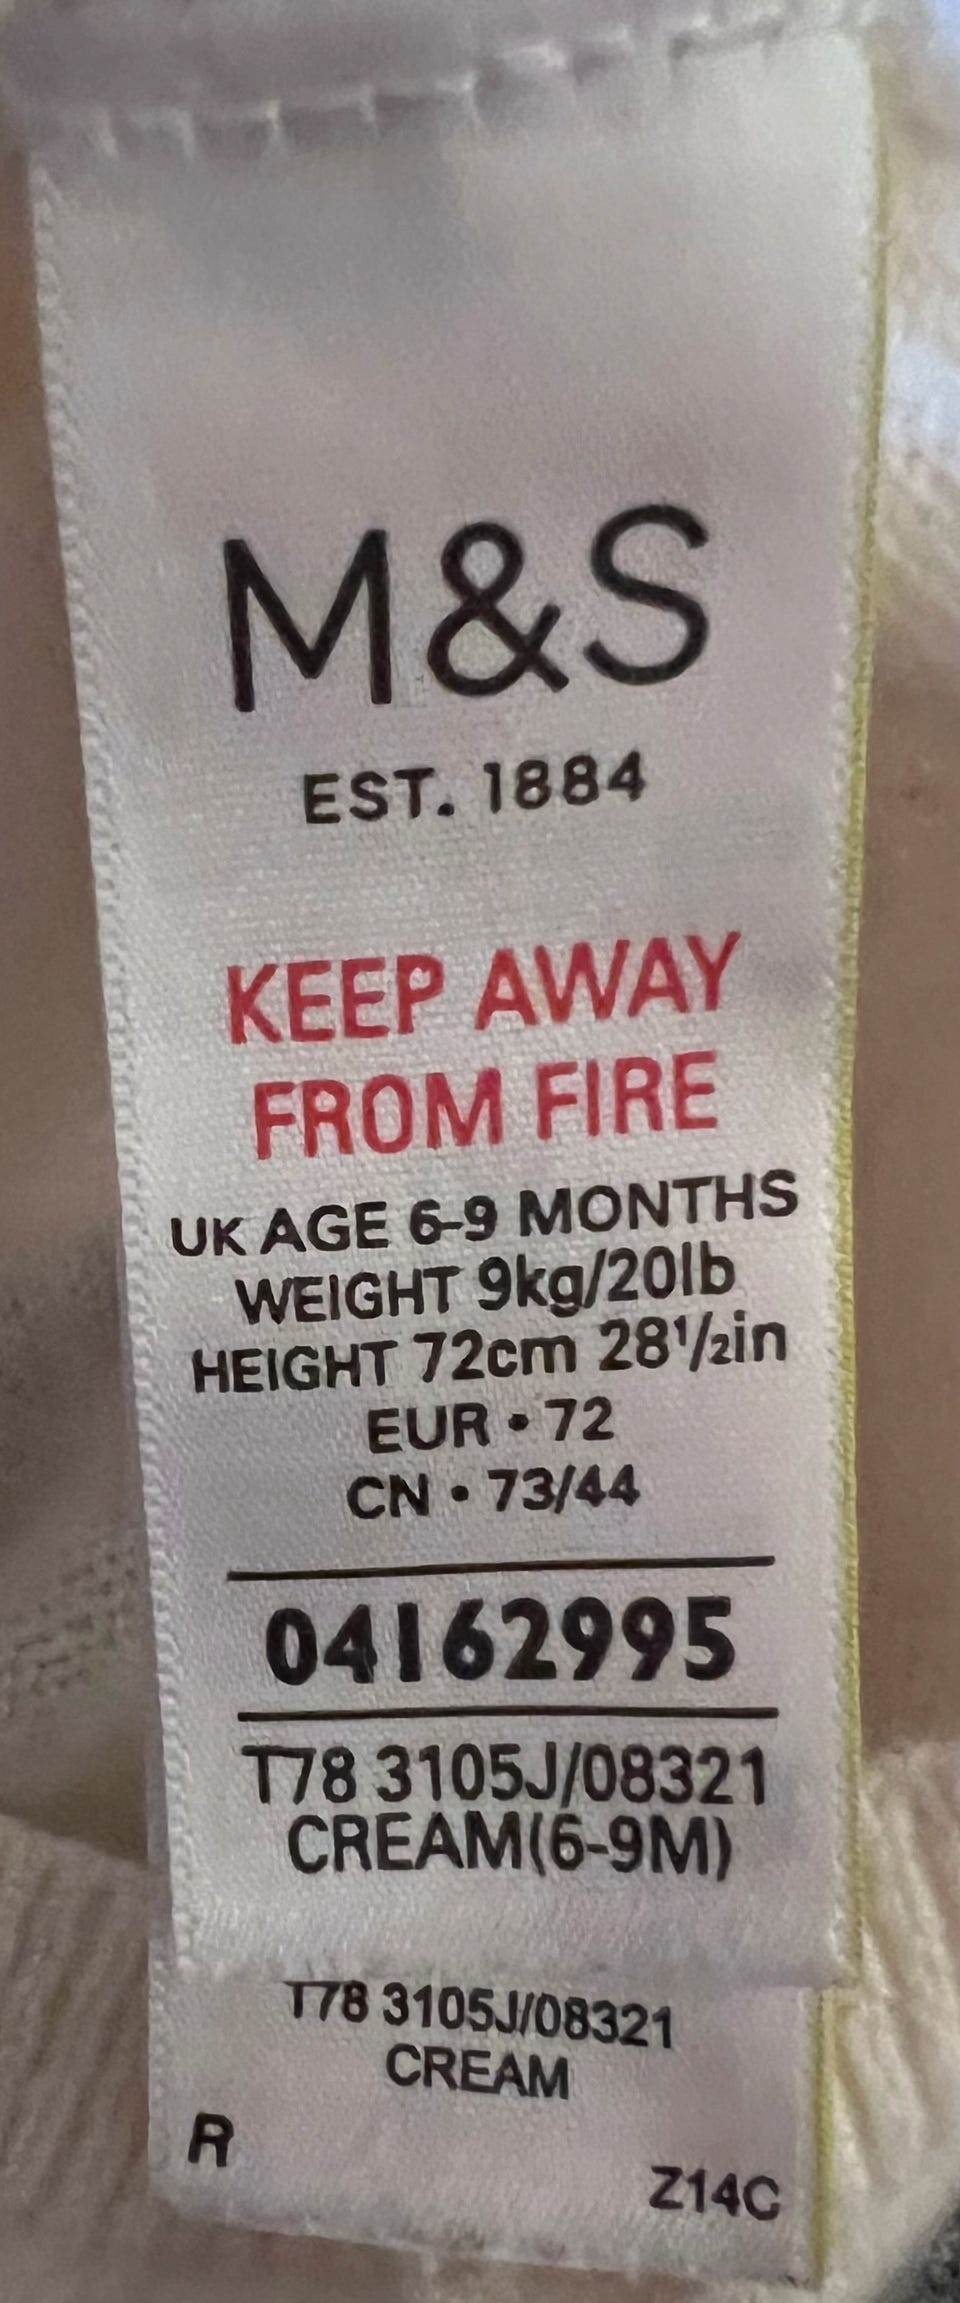 M&S
EST. 1884
KEEP AWAY
FROM FIRE
UK AGE 6-9 MONTHS
WEIGHT 9kg/20lb
HEIGHT 72cm 28½in
EUR • 72
CN • 73/44
04162995
T78 3105J/08321
CREAM(6-9M)
T78 3105J/08321
CREAM
R
Z14C